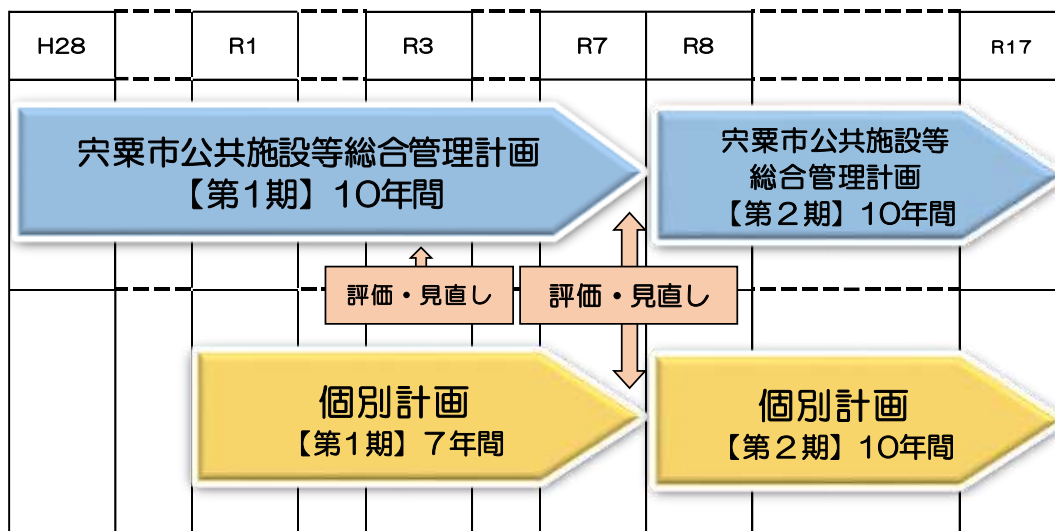 H28
R1
R3
R7
R8
R17
宍粟市公共施設等総合管理計画
【第1期】10年間
宍粟市公共施設等
総合管理計画
【第2期】10年間
評価・見直し
評価・見直し
個別計画
【第1期】7年間
個別計画
【第2期】10年間